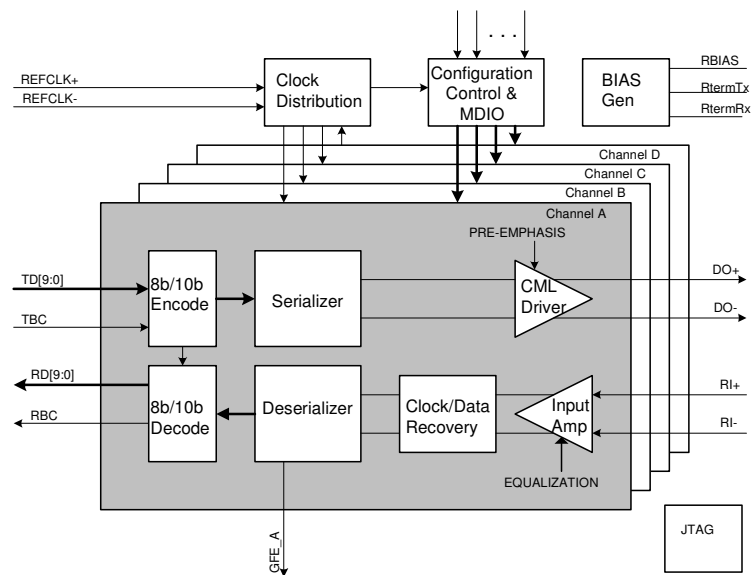 . . .
REFCLK+
REFCLK-
Clock
Distribution
Configuration
Control &
MDIO
BIAS
Gen
RBIAS
RtermTx
RtermRx
Channel D
Channel C
Channel B
Channel A
PRE-EMPHASIS
TD[9:0]
TBC
8b/10b
Encode
Serializer
CML
Driver
DO+
DO-
RD[9:0]
RBC
8b/10b
Decode
Deserializer
Clock/Data
Recovery
Input
Amp
RI+
RI-
EQUALIZATION
GFE_A
JTAG